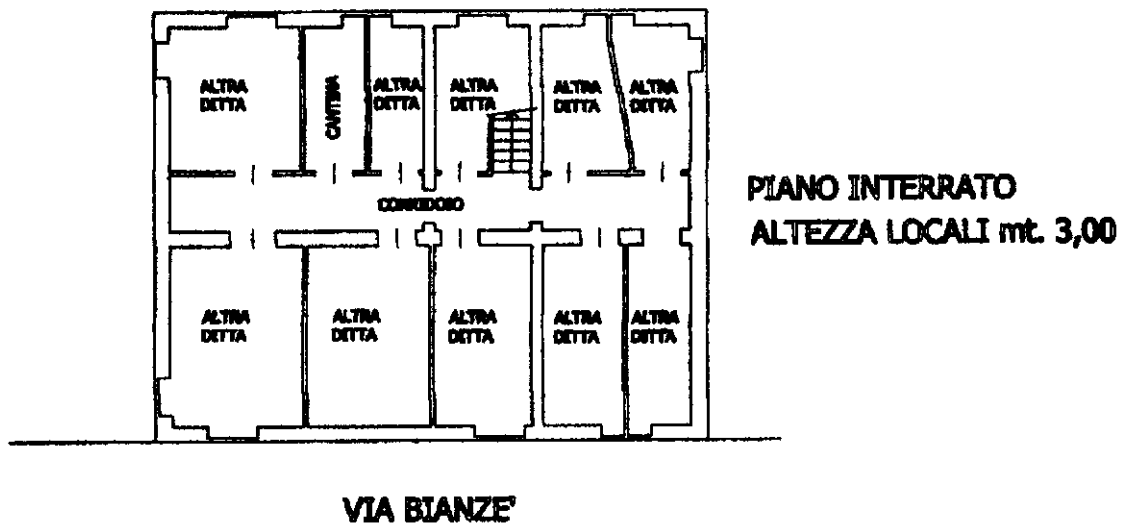 ALTRA
DETTA
CANTINA
ALTRA
DETTA
ALTRA
DETTA
ALTRA
DETTA
ALTRA
DETTA
CORRIDOIO
PIANO INTERRATO
ALTEZZA LOCALI mt. 3,00
ALTRA
DETTA
ALTRA
DETTA
ALTRA
DETTA
ALTRA
DETTA
ALTRA
DETTA
VIA BIANZE'